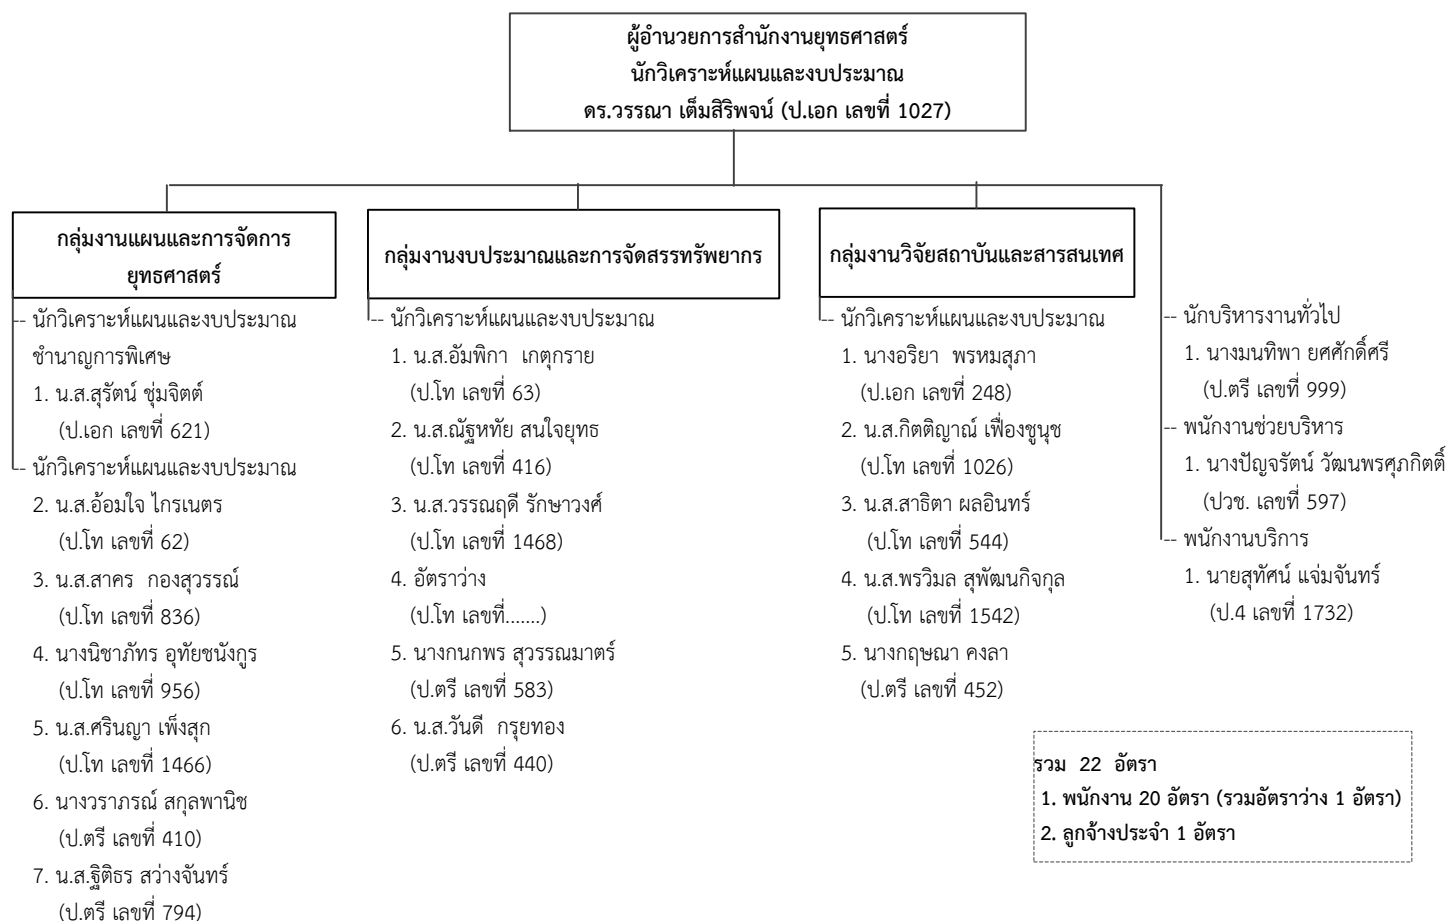 ผู้อำนวยการสำนักงานยุทธศาสตร์
นักวิเคราะห์แผนและงบประมาณ
ดร.วรรณา เต็มสิริพจน์ (ป.เอก เลขที่ 1027)
กลุ่มงานแผนและการจัดการ
ยุทธศาสตร์
-- นักวิเคราะห์แผนและงบประมาณ
ชำนาญการพิเศษ
1. น.ส.สุรัตน์ ชุ่มจิตต์
(ป.เอก เลขที่ 621)
-- นักวิเคราะห์แผนและงบประมาณ
2. น.ส.อ้อมใจ ไกรเนตร
(ป.โท เลขที่ 62)
3. น.ส.สาคร กองสุวรรณ์
(ป.โท เลขที่ 836)
4. นางนิชาภัทร อุทัยชนังกูร
(ป.โท เลขที่ 956)
5. น.ส.ศรินญา เพ็งสุก
(ป.โท เลขที่ 1466)
6. นางวราภรณ์ สกุลพานิช
(ป.ตรี เลขที่ 410)
7. น.ส.ฐิติธร สว่างจันทร์
(ป.ตรี เลขที่ 794)
กลุ่มงานงบประมาณและการจัดสรรทรัพยากร
-- นักวิเคราะห์แผนและงบประมาณ
1. น.ส.อัมพิกา เกตุกราย
(ป.โท เลขที่ 63)
2. น.ส.ณัฐหทัย สนใจยุทธ
(ป.โท เลขที่ 416)
3. น.ส.วรรณฤดี รักษาวงศ์
(ป.โท เลขที่ 1468)
4. อัตราว่าง
(ป.โท เลขที่.......)
5. นางกนกพร สุวรรณมาตร์
(ป.ตรี เลขที่ 583)
6. น.ส.วันดี กรุยทอง
(ป.ตรี เลขที่ 440)
กลุ่มงานวิจัยสถาบันและสารสนเทศ
-- นักวิเคราะห์แผนและงบประมาณ
1. นางอริยา พรหมสุภา
(ป.เอก เลขที่ 248)
2. น.ส.กิตติญาณ์ เฟื่องชูนุช
(ป.โท เลขที่ 1026)
3. น.ส.สาธิตา ผลอินทร์
(ป.โท เลขที่ 544)
4. น.ส.พรวิมล สุพัฒนกิจกุล
(ป.โท เลขที่ 1542)
5. นางกฤษณา คงลา
(ป.ตรี เลขที่ 452)
-- นักบริหารงานทั่วไป
1. นางมนทิพา ยศศักดิ์ศรี
(ป.ตรี เลขที่ 999)
-- พนักงานช่วยบริหาร
1. นางปัญจรัตน์ วัฒนพรศุภกิตติ์
(ปวช. เลขที่ 597)
-- พนักงานบริการ
1. นายสุทัศน์ แจ่มจันทร์
(ป.4 เลขที่ 1732)
รวม 22 อัตรา
1. พนักงาน 20 อัตรา (รวมอัตราว่าง 1 อัตรา)
2. ลูกจ้างประจำ 1 อัตรา